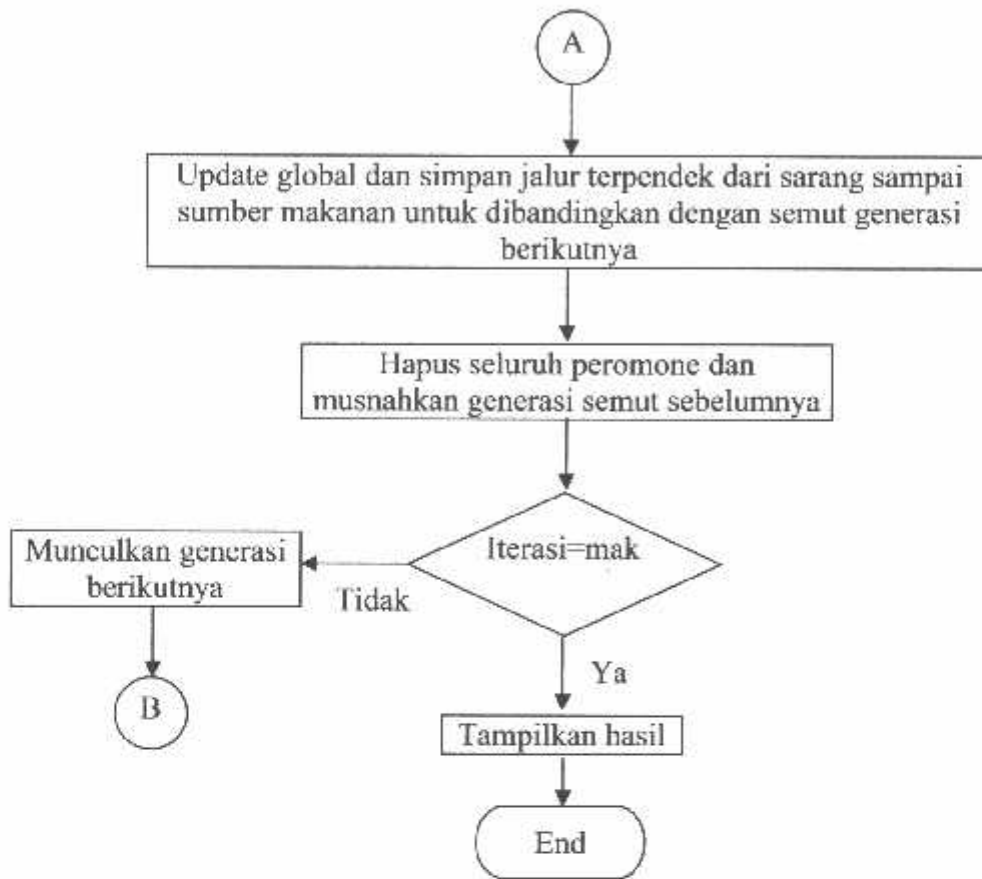 A
Update global dan simpan jalur terpendek dari sarang sampai
sumber makanan untuk dibandingkan dengan semut generasi
berikutnya
Hapus seluruh peromone dan
musnahkan generasi semut sebelumnya
Iterasi=mak
Munculkan generasi
berikutnya
Tidak
Ya
B
Tampilkan hasil
End